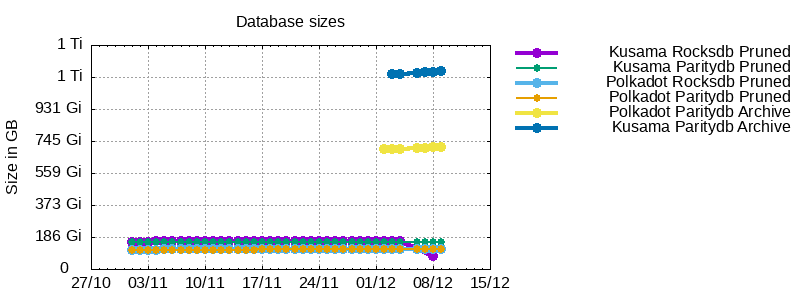 Database sizes
1 Ti
1 Ti
931 Gi
745 Gi
559 Gi
373 Gi
186 Gi
0
Size in GB
27/10 03/11 10/11 17/11 24/11 01/12 08/12 15/12
Kusama Rocksdb Pruned
Kusama Paritydb Pruned
Polkadot Rocksdb Pruned
Polkadot Paritydb Pruned
Polkadot Paritydb Archive
Kusama Paritydb Archive